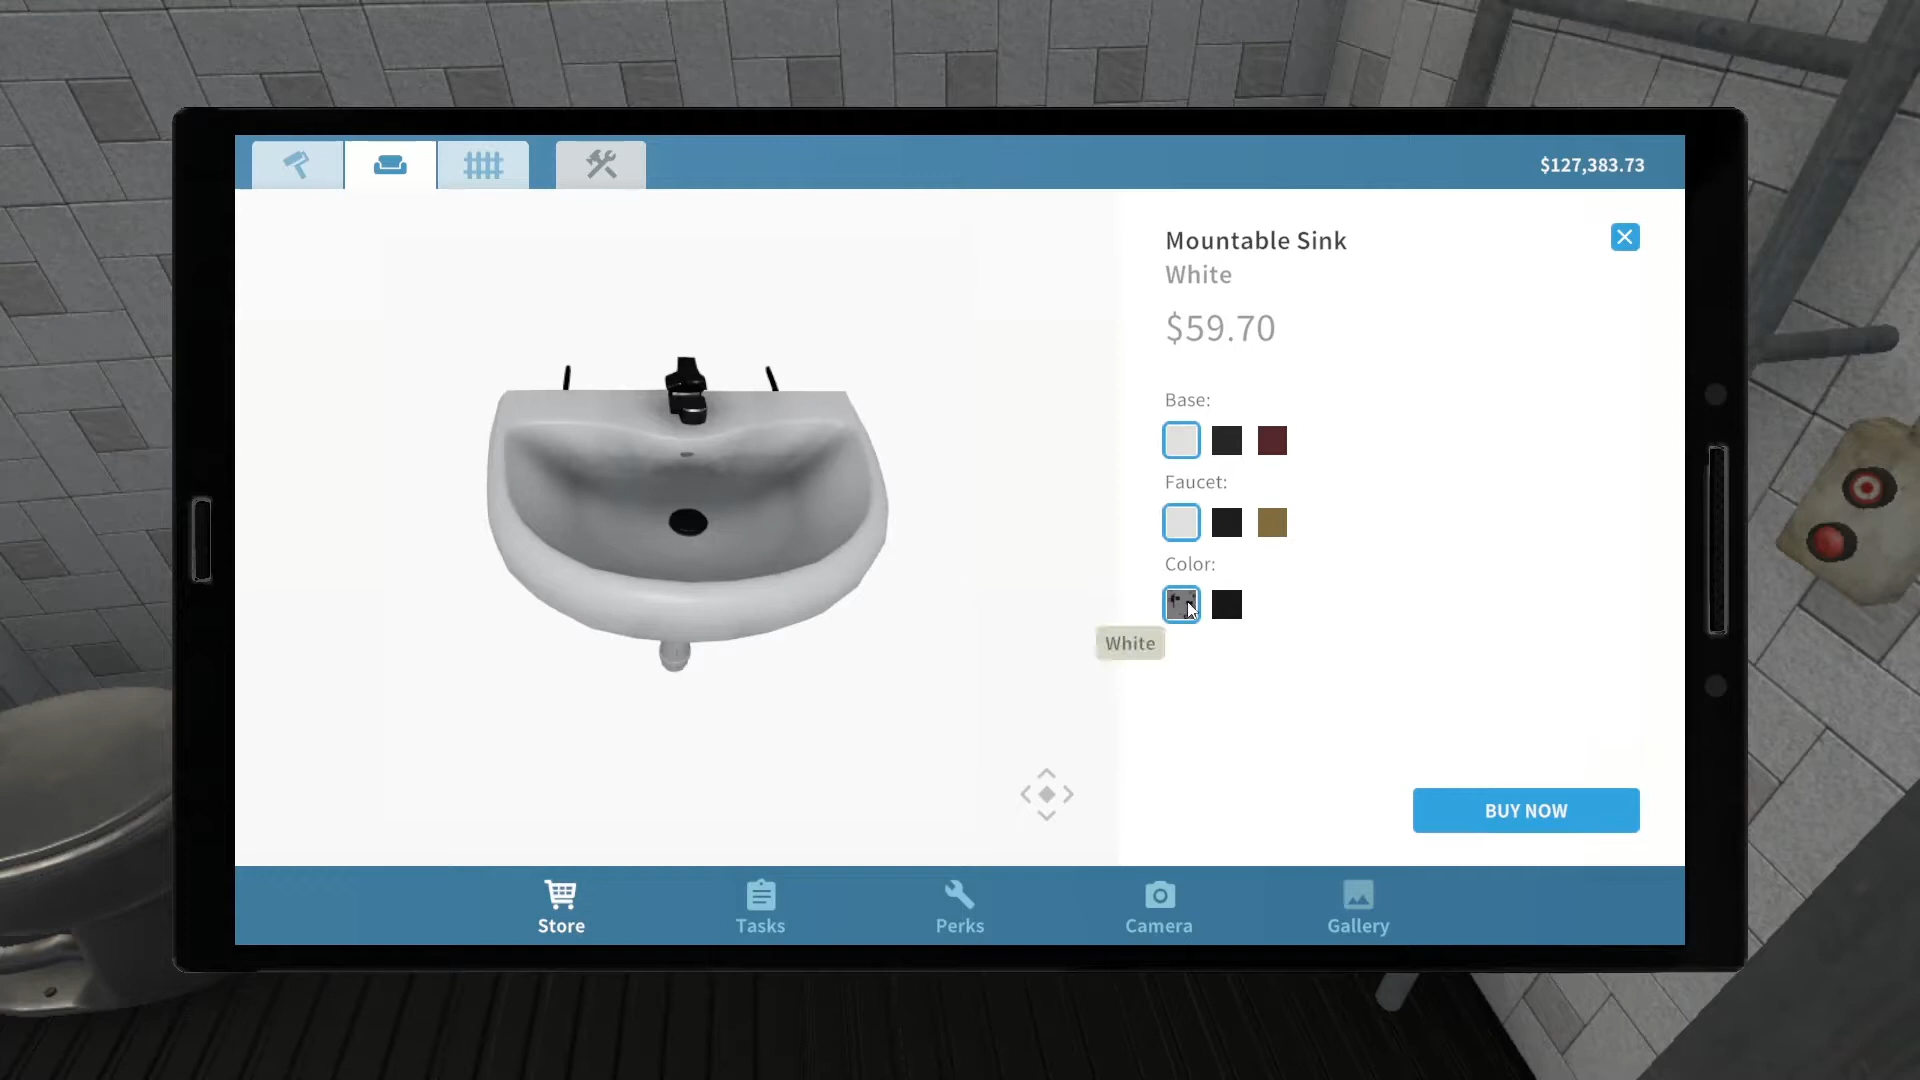 $127,383.73
Mountable Sink
White
$59.70
Base:
Faucet:
Color:
White
BUY NOW
Store
Tasks
Perks
Camera
Gallery